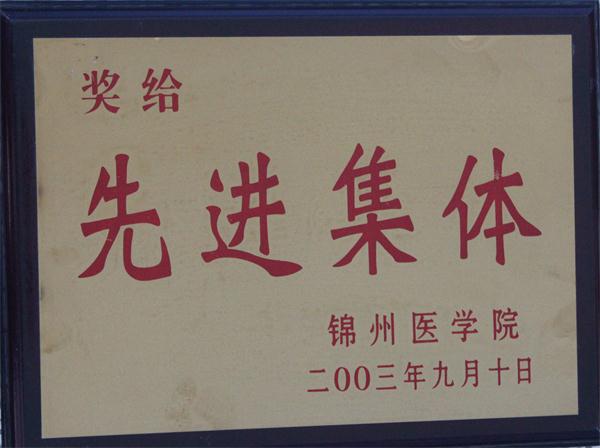 奖给
先进集体
锦州医学院
二00三年九月十日